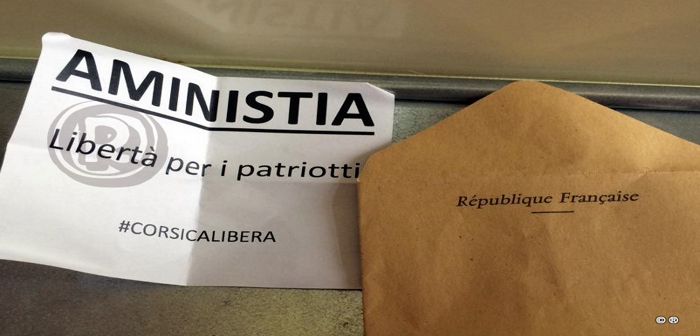 AMINISTIA
Libertà per i patriotti
#CORSICALIBERA
République Française
© ®